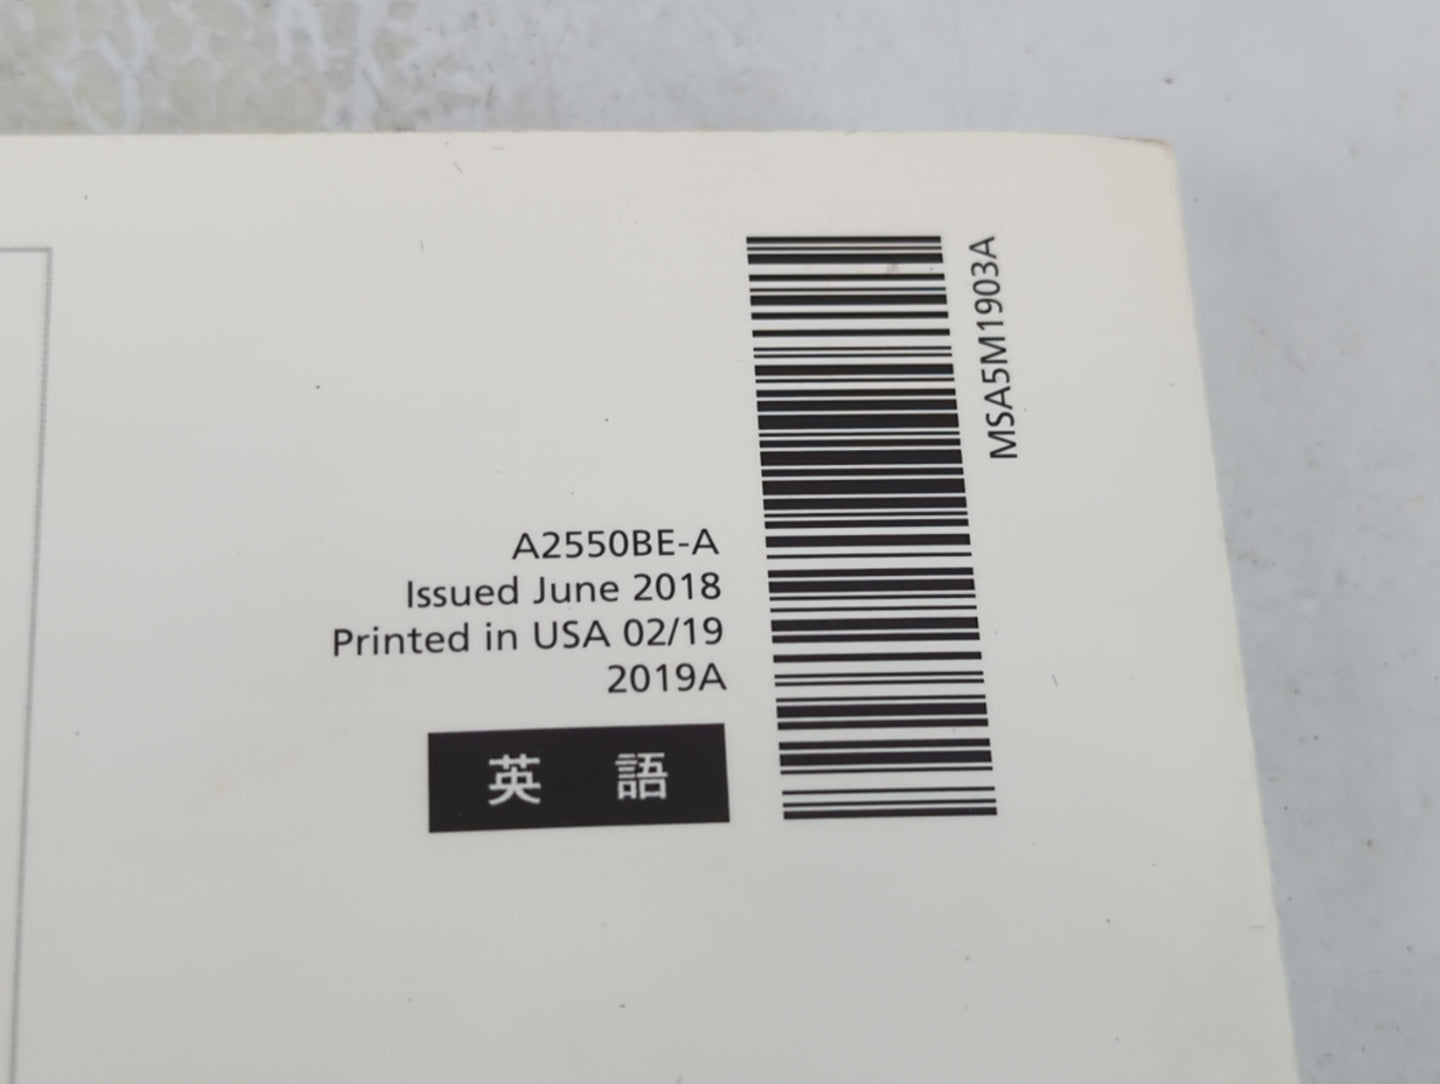 MSA5M1903A
A2550BE-A
Issued June 2018
Printed in USA 02/19
2019A
英 語